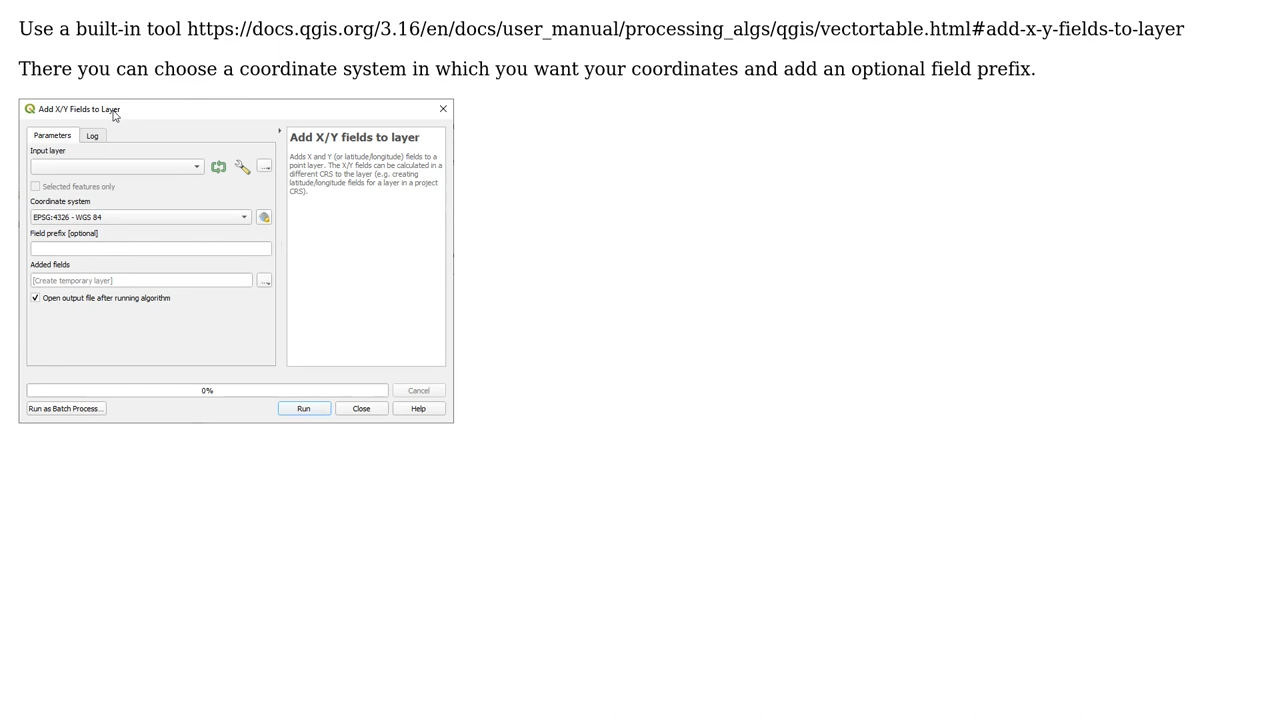 Use a built-in tool https://docs.qgis.org/3.16/en/docs/user_manual/processing_algs/qgis/vectortable.html#add-x-y-fields-to-layer
There you can choose a coordinate system in which you want your coordinates and add an optional field prefix.
Add X/Y Fields to Layer
Parameters
Log
Input layer
...
Selected features only
Coordinate system
EPSG:4326 - WGS 84
Field prefix [optional]
Added fields
[Create temporary layer]
...
Open output file after running algorithm
Add X/Y fields to layer
Adds X and Y (or latitude/longitude) fields to a
point layer. The X/Y fields can be calculated in a
different CRS to the layer (e.g. creating
latitude/longitude fields for a layer in a project
CRS).
0%
Cancel
Run as Batch Process...
Run
Close
Help